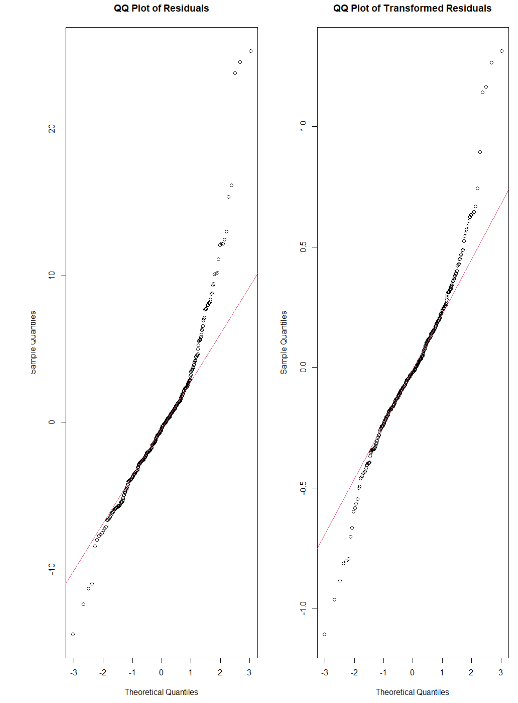 QQ Plot of Residuals
Sample Quantiles
20
10
0
-10
-3 -2 -1 0 1 2 3
Theoretical Quantiles
QQ Plot of Transformed Residuals
Sample Quantiles
1.0
0.5
0.0
-0.5
-1.0
-3 -2 -1 0 1 2 3
Theoretical Quantiles